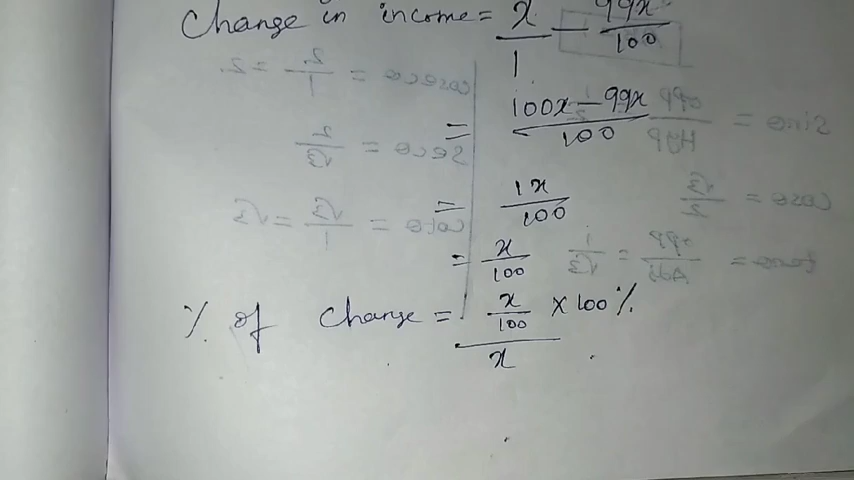 Change in income = x/1 - 99x/100
= 100x - 99x/100
= 1x/100
= x/100
% of change = x/100 × 100% / x